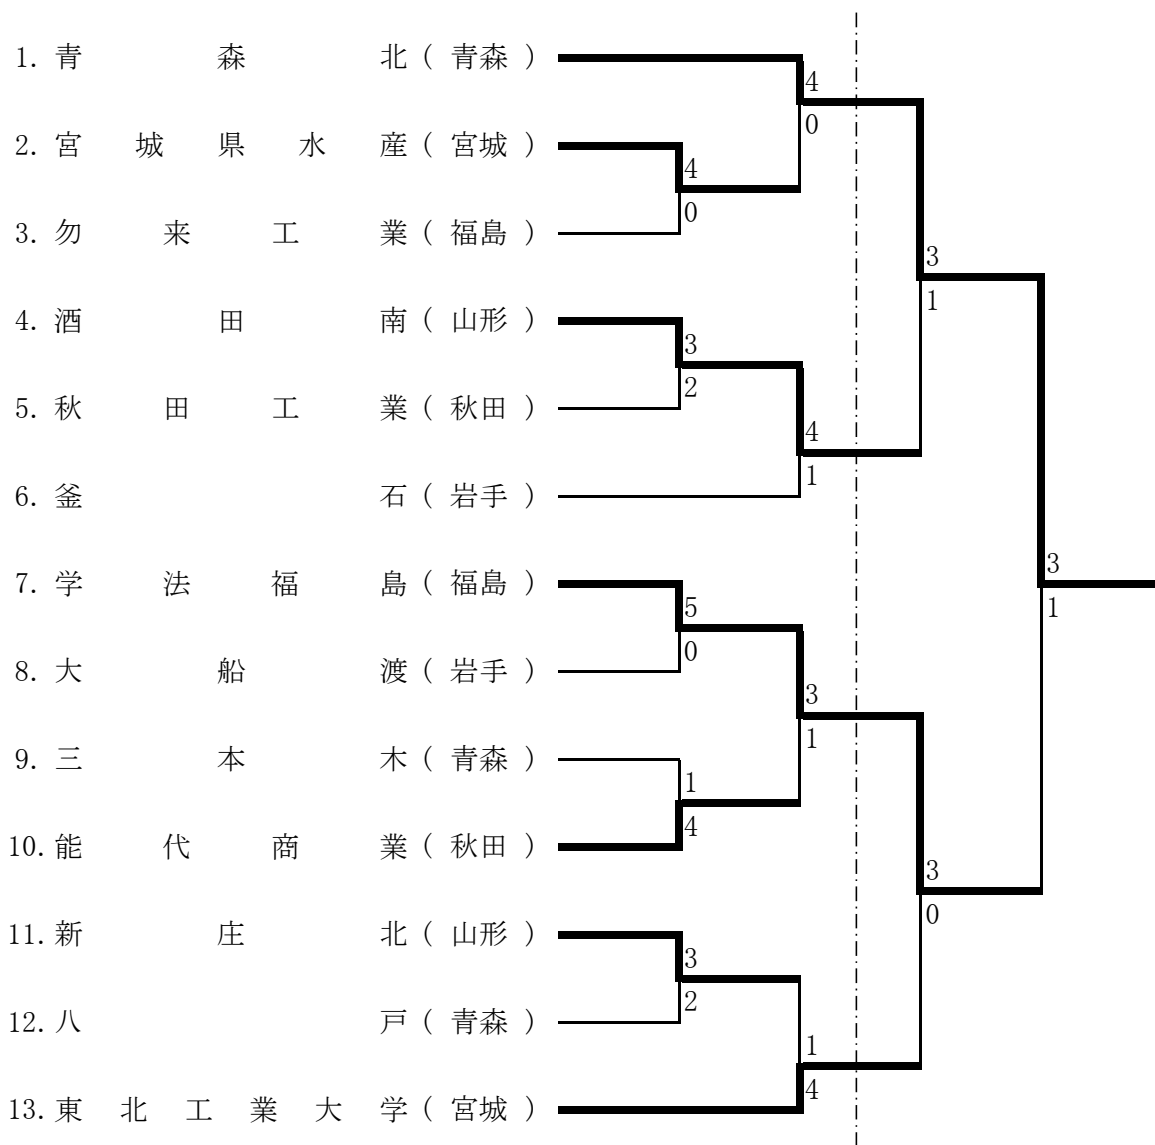 1. 青森北 ( 青森 )
4
0
2. 宮城県水産 ( 宮城 )
4
0
3. 勿来工業 ( 福島 )
3
1
4. 酒田南 ( 山形 )
3
2
5. 秋田工業 ( 秋田 )
4
1
6. 釜石 ( 岩手 )
3
1
7. 学法福島 ( 福島 )
5
0
8. 大船渡 ( 岩手 )
3
1
9. 三本木 ( 青森 )
1
4
10. 能代商業 ( 秋田 )
3
0
11. 新庄北 ( 山形 )
3
2
12. 八戸 ( 青森 )
1
4
13. 東北工業大学 ( 宮城 )